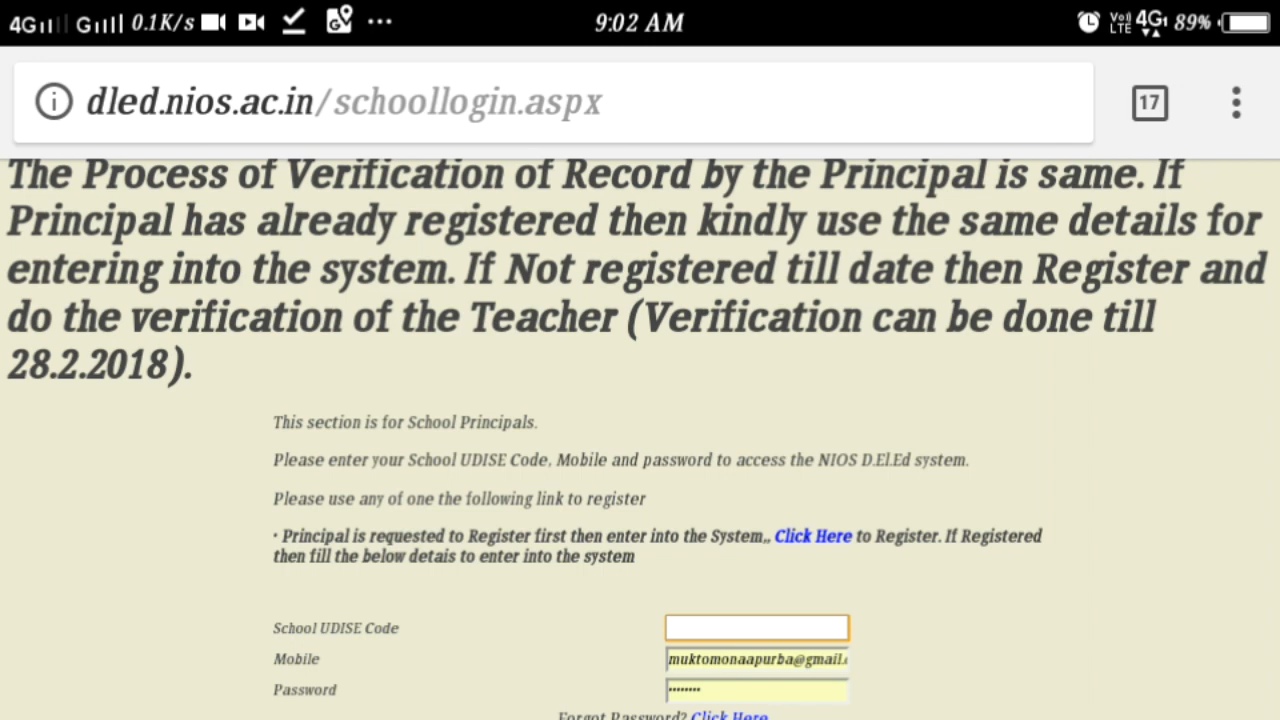 4G G 0.1K/s 9:02 AM VoLTE 4G 89%
dled.nios.ac.in/schoollogin.aspx 17
The Process of Verification of Record by the Principal is same. If
Principal has already registered then kindly use the same details for
entering into the system. If Not registered till date then Register and
do the verification of the Teacher (Verification can be done till
28.2.2018).
This section is for School Principals.
Please enter your School UDISE Code, Mobile and password to access the NIOS D.El.Ed system.
Please use any of one the following link to register
· Principal is requested to Register first then enter into the System,, Click Here to Register. If Registered
then fill the below detais to enter into the system
School UDISE Code
Mobile muktomonaapurba@gmail.
Password ••••••••
Forgot Password? Click Here